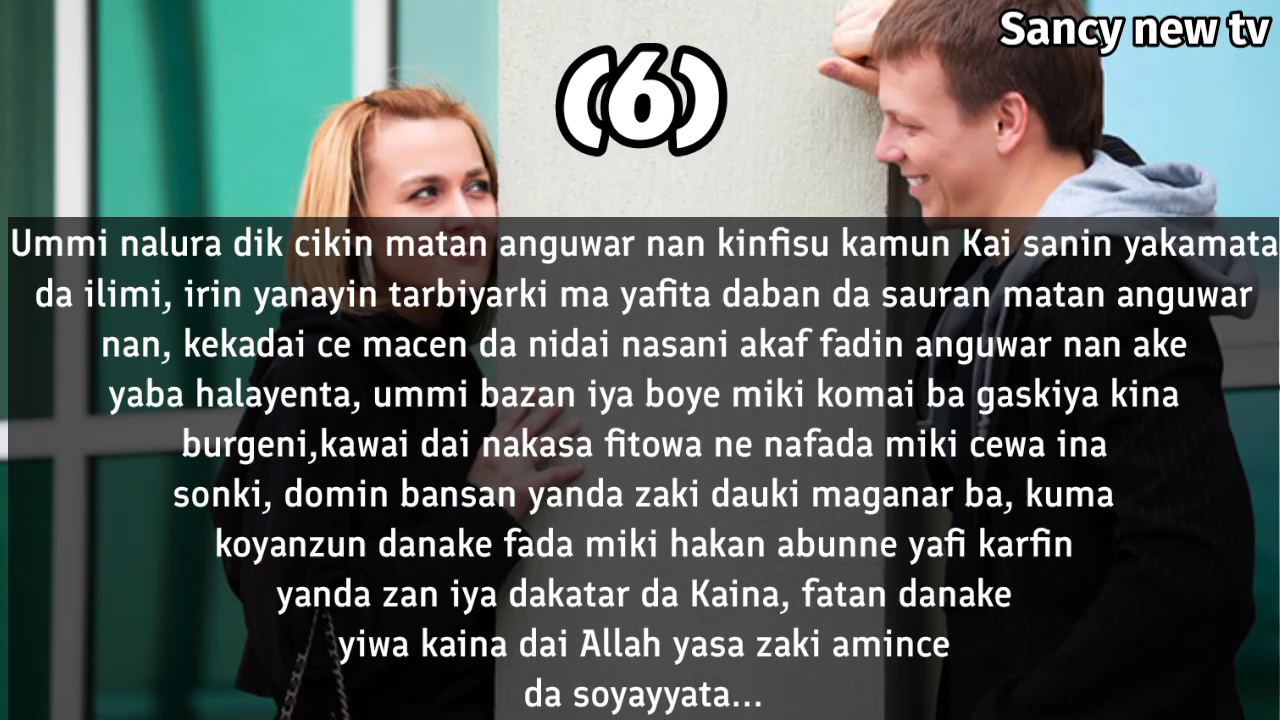 Sancy new tv
(6)
Ummi nalura dik cikin matan anguwar nan kinfisu kamun Kai sanin yakamata
da ilimi, irin yanayin tarbiyarki ma yafita daban da sauran matan anguwar
nan, kekadai ce macen da nidai nasani akaf fadin anguwar nan ake
yaba halayenta, ummi bazan iya boye miki komai ba gaskiya kina
burgeni,kawai dai nakasa fitowa ne nafada miki cewa ina
sonki, domin bansan yanda zaki dauki maganar ba, kuma
koyanzun danake fada miki hakan abunne yafi karfin
yanda zan iya dakatar da Kaina, fatan danake
yiwa kaina dai Allah yasa zaki amince
da soyayyata...